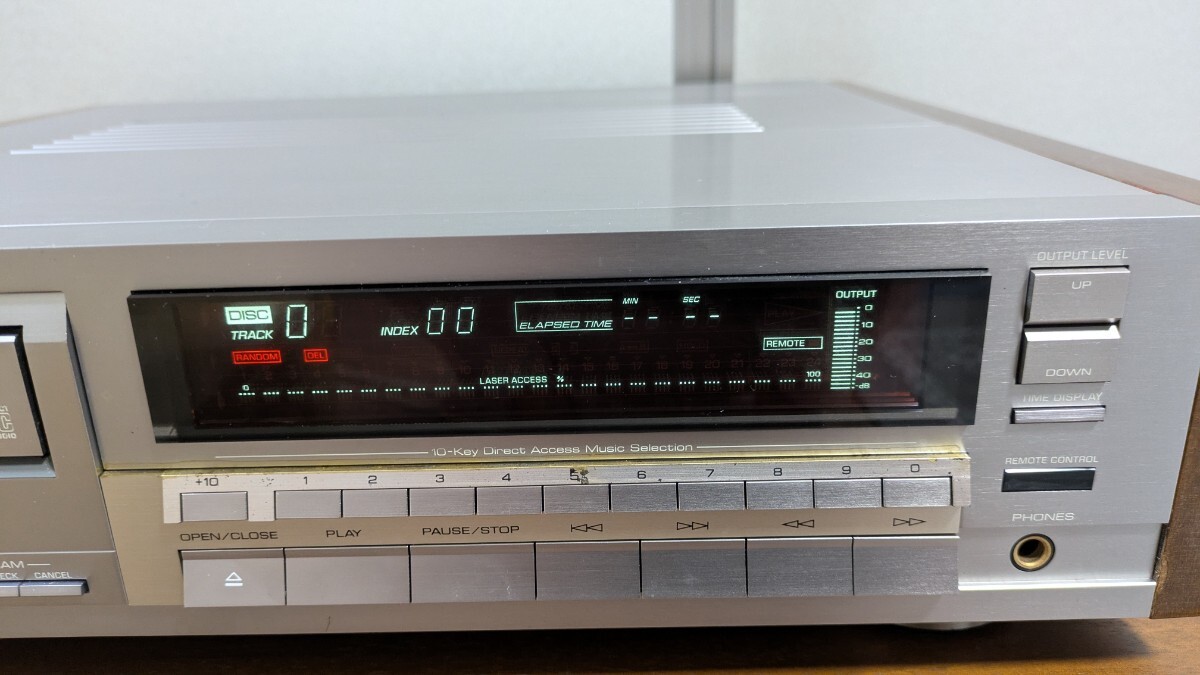 OUTPUT LEVEL
UP
DOWN
TIME DISPLAY
REMOTE CONTROL
PHONES
DISC
TRACK 0
INDEX 00
ELAPSED TIME
MIN SEC
-- --
REMOTE
OUTPUT
0
10
20
30
40
-dB
RANDOM DEL
0 LASER ACCESS % 100
10-Key Direct Access Music Selection
+10 1 2 3 4 5 6 7 8 9 0
OPEN/CLOSE PLAY PAUSE/STOP
CANCEL